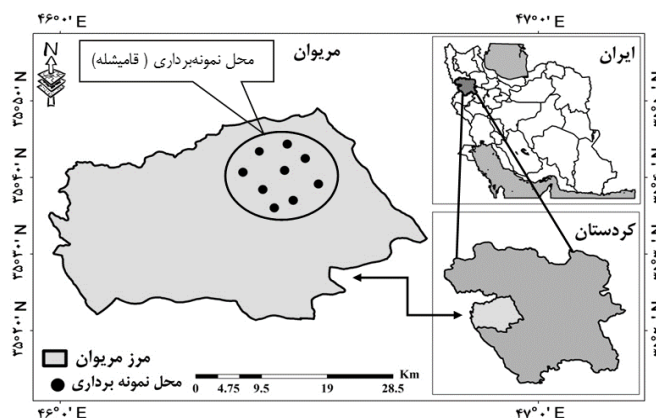 ۴۶°۰' E
۴۷°۰' E
N
مریوان
محل نمونه‌برداری ( قامیشله)
ایران
کردستان
۳۵°۵۰' N
۳۵°۴۰' N
۳۵°۳۰' N
۳۵°۲۰' N
مرز مریوان
محل نمونه برداری
Km
0 4.75 9.5 19 28.5
۴۶°۰' E
۴۷°۰' E